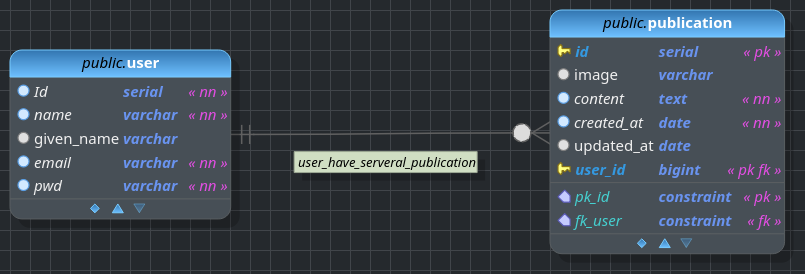 public.user
Id serial « nn »
name varchar « nn »
given_name varchar
email varchar « nn »
pwd varchar « nn »
user_have_serveral_publication
public.publication
id serial « pk »
image varchar
content text « nn »
created_at date « nn »
updated_at date
user_id bigint « pk fk »
pk_id constraint « pk »
fk_user constraint « fk »